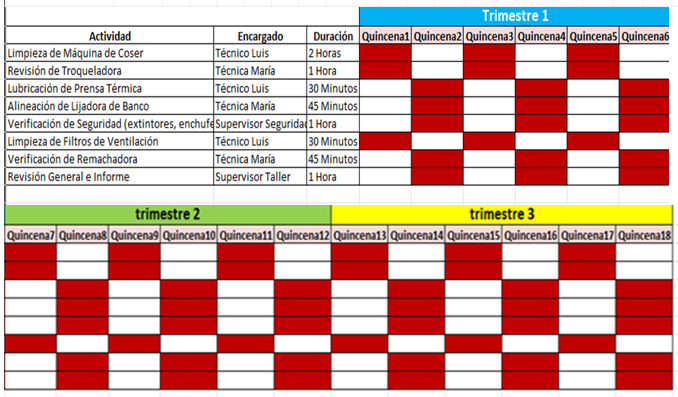 Trimestre 1
Actividad Encargado Duración Quincena1 Quincena2 Quincena3 Quincena4 Quincena5 Quincena6
Limpieza de Máquina de Coser Técnico Luis 2 Horas
Revisión de Troqueladora Técnica María 1 Hora
Lubricación de Prensa Térmica Técnico Luis 30 Minutos
Alineación de Lijadora de Banco Técnica María 45 Minutos
Verificación de Seguridad (extintores, enchufe Supervisor Segurida 1 Hora
Limpieza de Filtros de Ventilación Técnico Luis 30 Minutos
Verificación de Remachadora Técnica María 45 Minutos
Revisión General e Informe Supervisor Taller 1 Hora
trimestre 2 trimestre 3
Quincena7 Quincena8 Quincena9 Quincena10 Quincena11 Quincena12 Quincena13 Quincena14 Quincena15 Quincena16 Quincena17 Quincena18